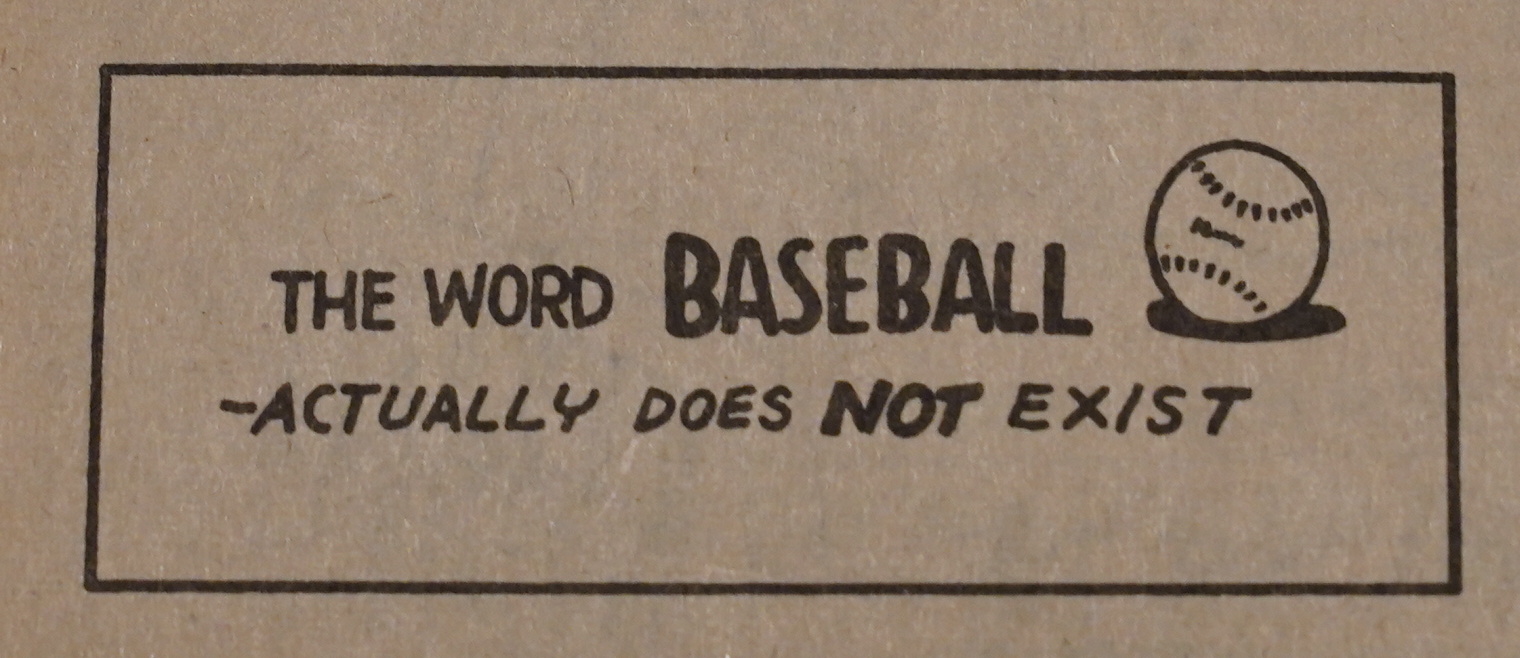 THE WORD BASEBALL
-ACTUALLY DOES NOT EXIST